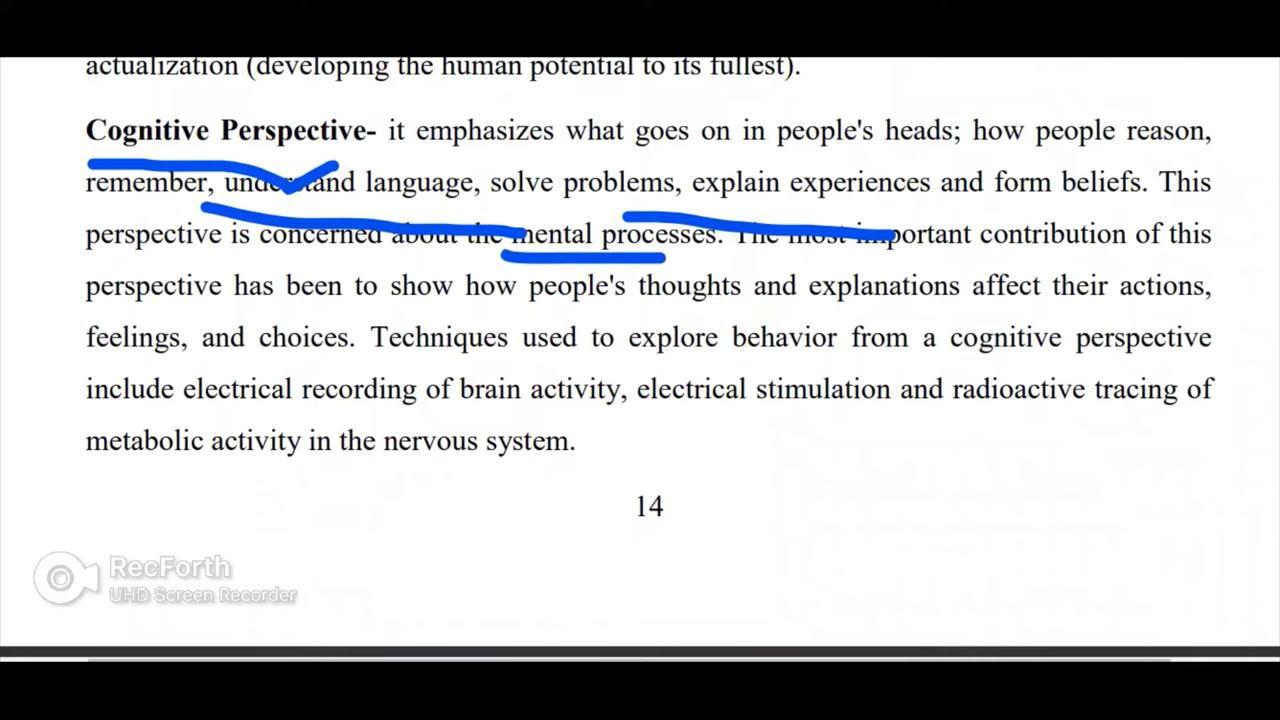 actualization (developing the human potential to its fullest).
Cognitive Perspective- it emphasizes what goes on in people's heads; how people reason,
remember, understand language, solve problems, explain experiences and form beliefs. This
perspective is concerned about the mental processes. The most important contribution of this
perspective has been to show how people's thoughts and explanations affect their actions,
feelings, and choices. Techniques used to explore behavior from a cognitive perspective
include electrical recording of brain activity, electrical stimulation and radioactive tracing of
metabolic activity in the nervous system.
14
RecForth
UHD Screen Recorder